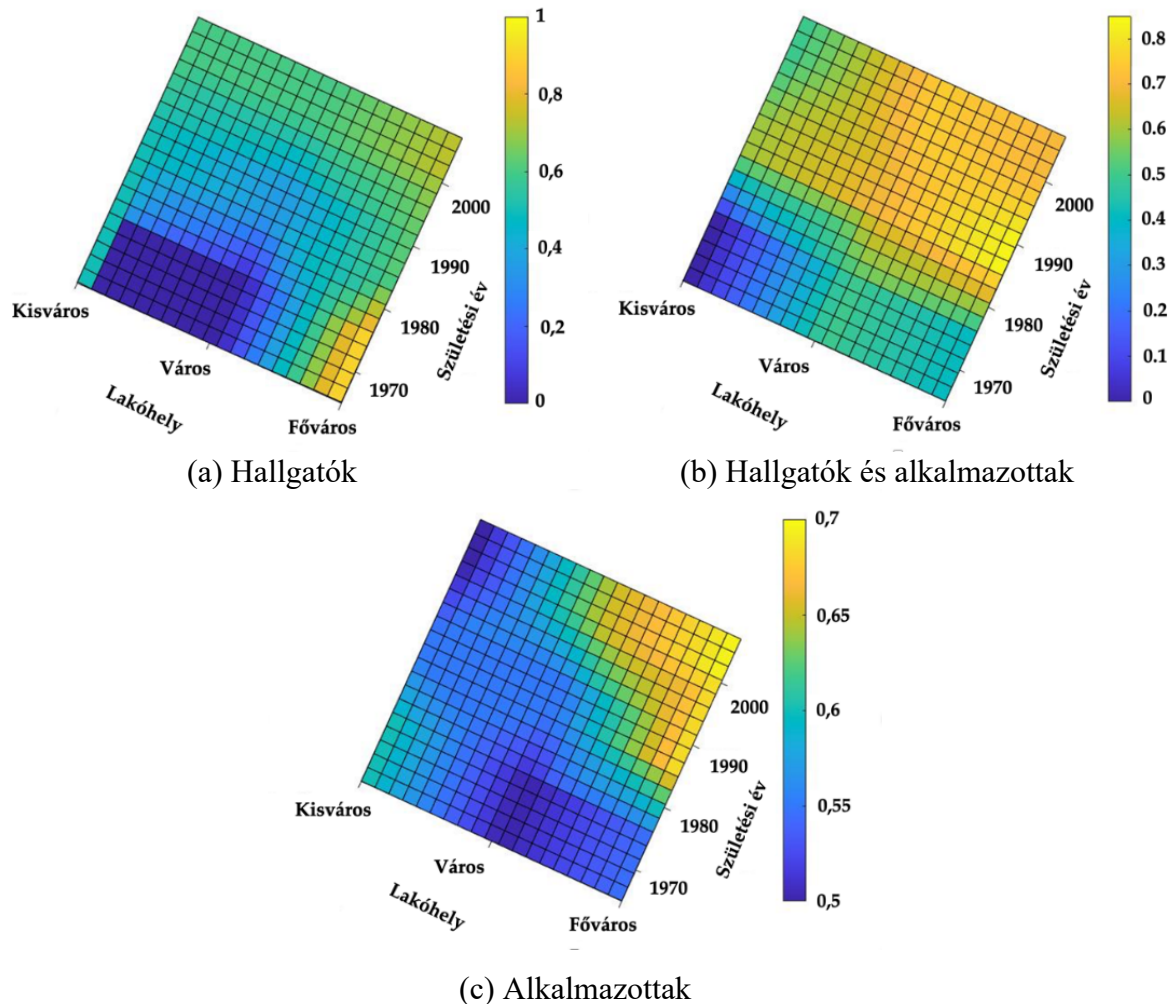 1
0,8
0,6
0,4
0,2
0
2000
1990
1980
1970
Születési év
Kisváros
Város
Főváros
Lakóhely
(a) Hallgatók
0.8
0.7
0.6
0.5
0.4
0.3
0.2
0.1
0
2000
1990
1980
1970
Születési év
Kisváros
Város
Főváros
Lakóhely
(b) Hallgatók és alkalmazottak
0,7
0,65
0,6
0,55
0,5
2000
1990
1980
1970
Születési év
Kisváros
Város
Főváros
Lakóhely
(c) Alkalmazottak